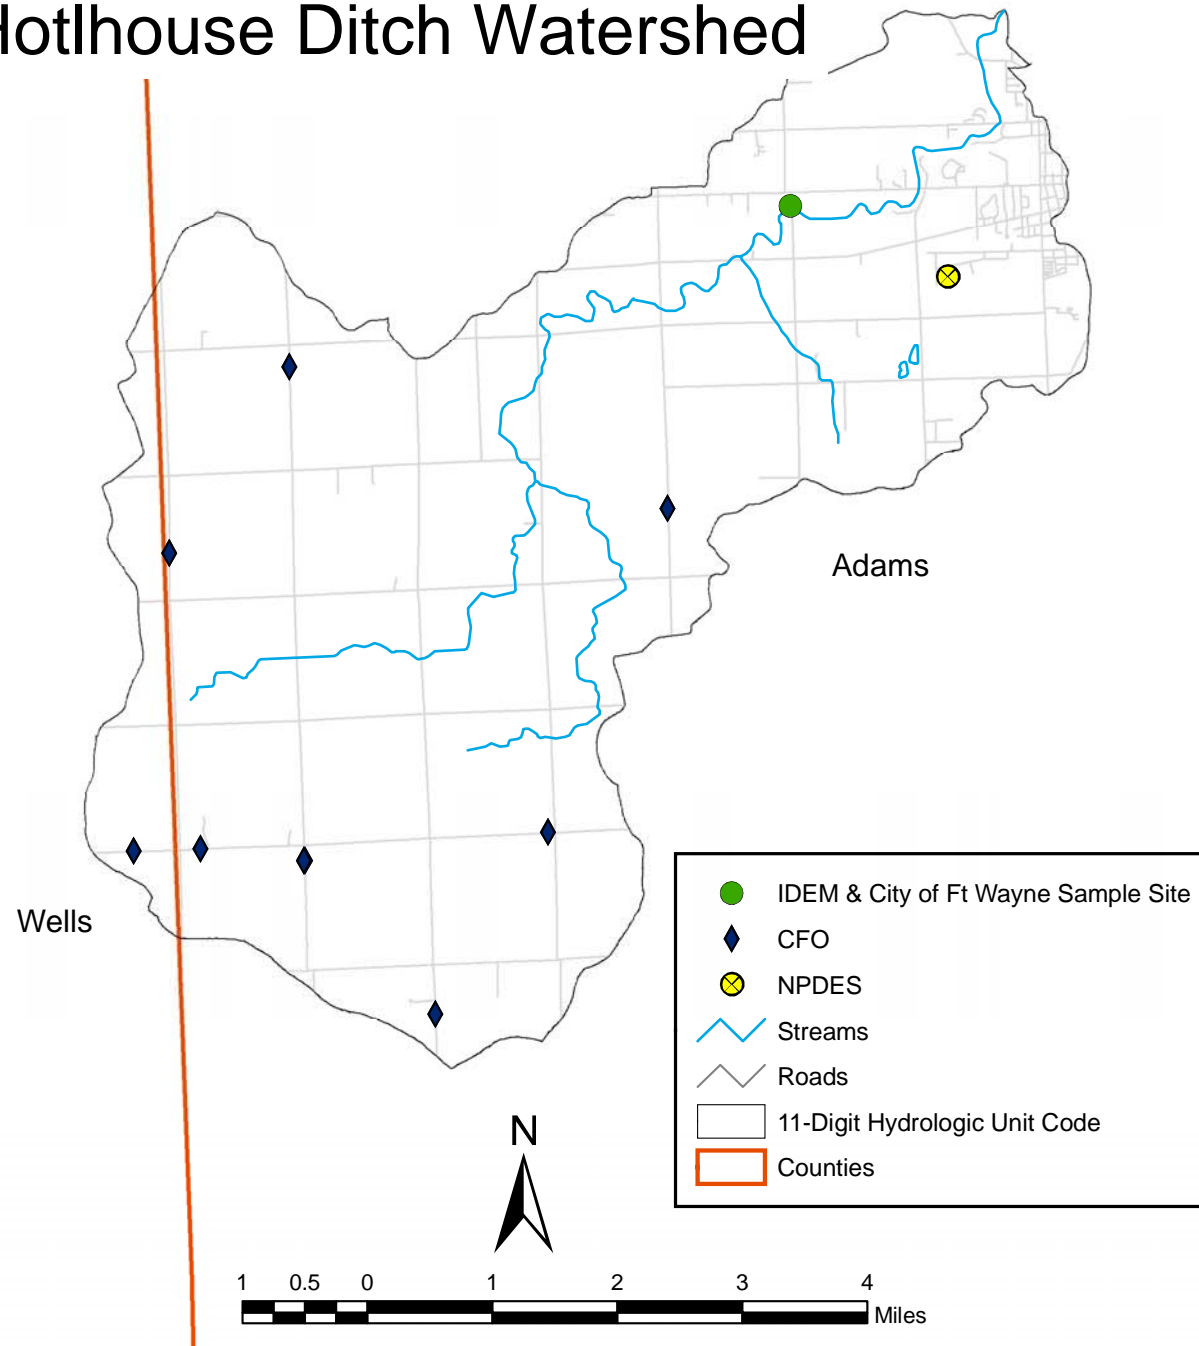 Hotlhouse Ditch Watershed
Adams
Wells
IDEM & City of Ft Wayne Sample Site
CFO
NPDES
Streams
Roads
11-Digit Hydrologic Unit Code
Counties
N
1 0.5 0 1 2 3 4
Miles